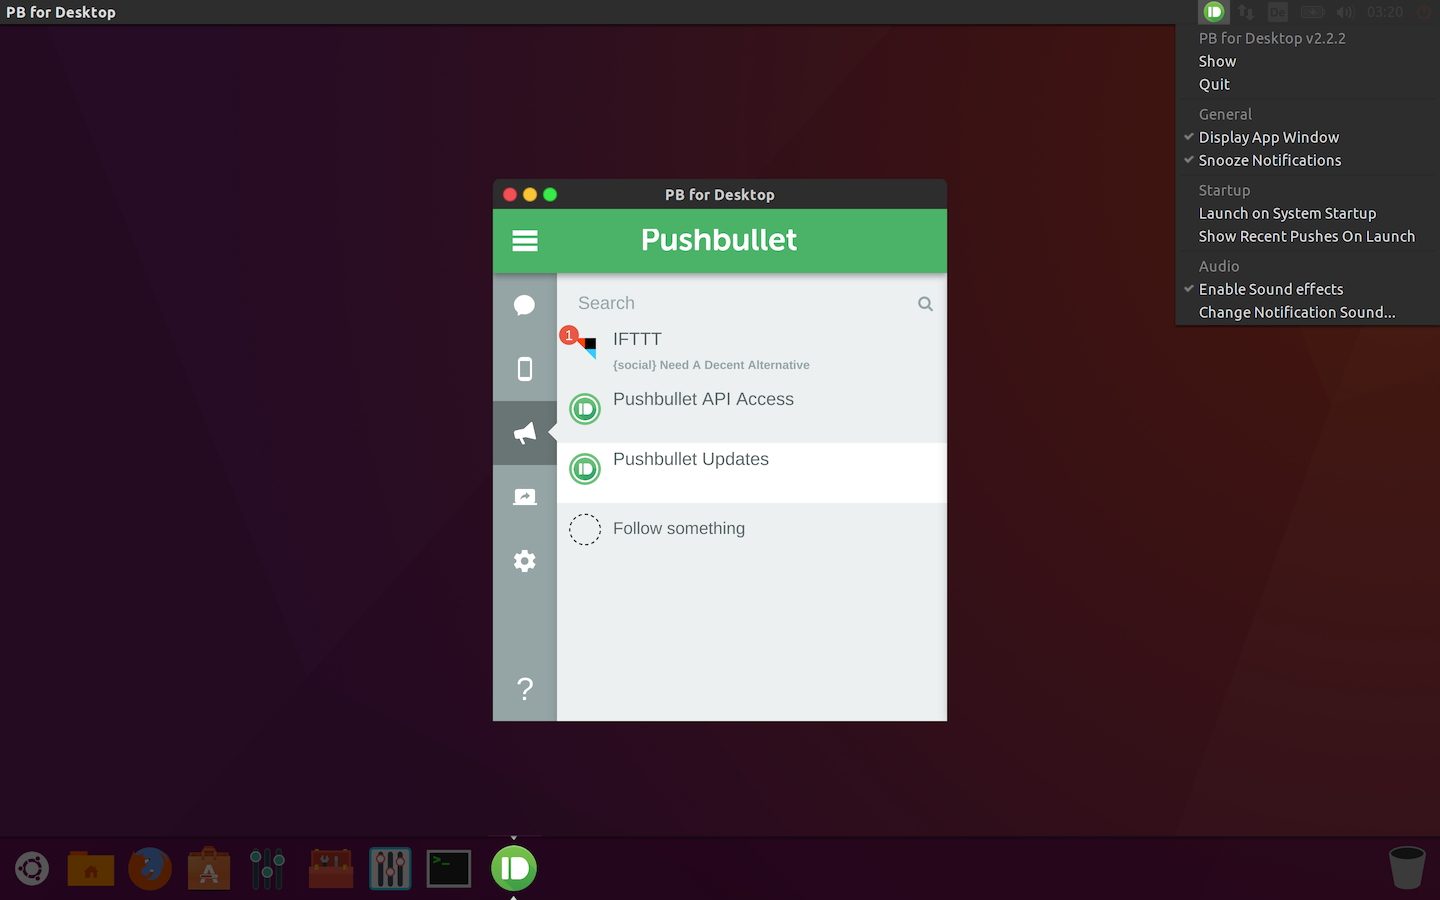 PB for Desktop
De
03:20
PB for Desktop v2.2.2
Show
Quit
General
Display App Window
Snooze Notifications
Startup
Launch on System Startup
Show Recent Pushes On Launch
Audio
Enable Sound effects
Change Notification Sound...
PB for Desktop
Pushbullet
Search
1
IFTTT
{social} Need A Decent Alternative
Pushbullet API Access
Pushbullet Updates
Follow something
?
>_